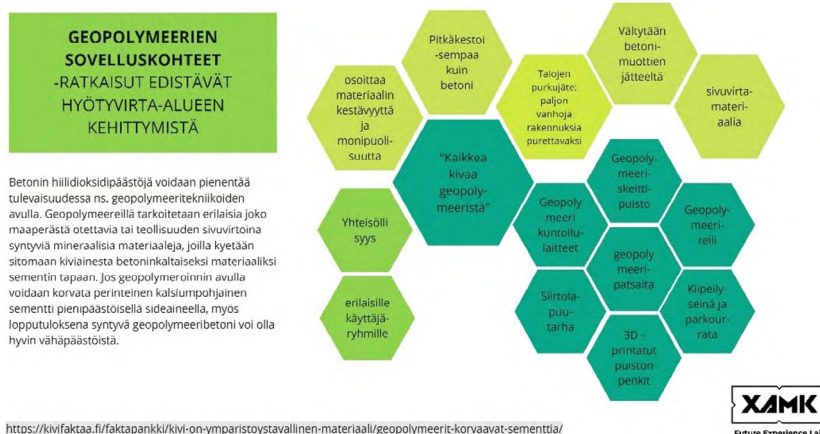 GEOPOLYMEERIEN
SOVELLUSKOHTEET
-RATKAISUT EDISTÄVÄT
HYÖTYVIRTA-ALUEEN
KEHITTYMISTÄ
Betonin hiilidioksidipäästöjä voidaan pienentää
tulevaisuudessa ns. geopolymeeritekniikoiden
avulla. Geopolymeereillä tarkoitetaan erilaisia joko
maaperästä otettavia tai teollisuuden sivuvirtoina
syntyviä mineraalisia materiaaleja, joilla kyetään
sitomaan kiviainesta betoninkaltaiseksi materiaaliksi
sementin tapaan. Jos geopolymeroinnin avulla
voidaan korvata perinteinen kalsiumpohjainen
sementti pienipäästöisellä sideaineella, myös
lopputuloksena syntyvä geopolymeeribetoni voi olla
hyvin vähäpäästöistä.
osoittaa
materiaalin
kestävyyttä
ja
monipuoli-
suutta
Pitkäkestoi
-sempaa
kuin
betoni
Talojen
purkujäte:
paljon
vanhoja
rakennuksia
purettavaksi
Vältytään
betoni-
muottien
jätteeltä
sivuvirta-
materi-
aalia
"Kaikkea
kivaa
geopoly-
meeristä"
Yhteisölli
syys
erilaisille
käyttäjä-
ryhmille
Geopoly-
meeri-
skeitti-
puisto
Geopoly
meeri
kuntoilu-
laitteet
Geopoly-
meeri-
reili
geopoly
meeri-
patsaita
Siirtola-
puu-
tarha
Kiipeily-
seinä ja
parkour-
rata
3D –
printatut
puiston
penkit
https://kivifaktaa.fi/faktapankki/kivi-on-ymparistoystavallinen-materiaali/geopolymeerit-korvaavat-sementtia/
XAMK
Future Experience Lab